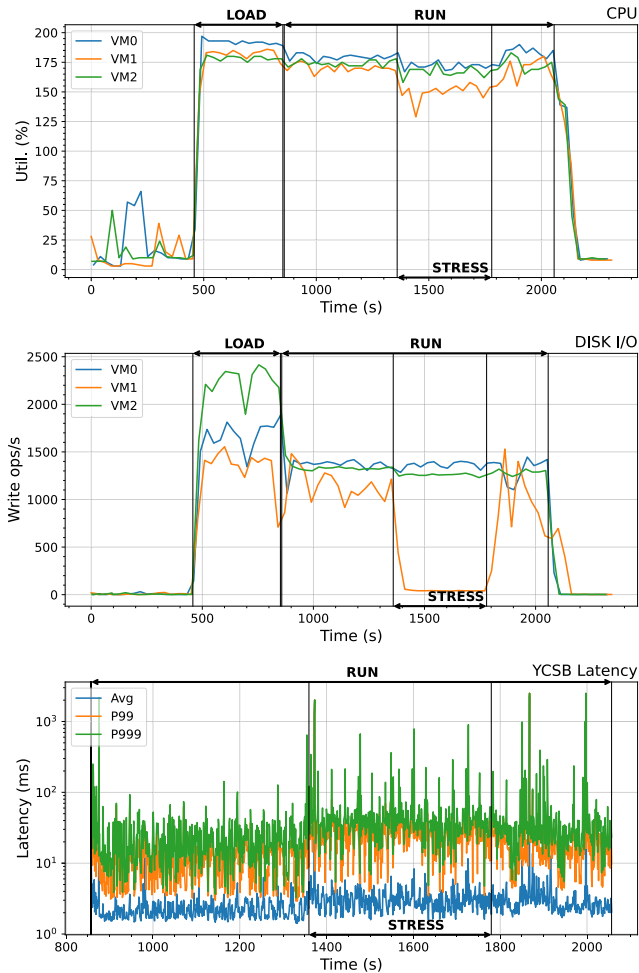 LOAD RUN CPU
200
175
150
125
100
75
50
25
0
Util. (%)
VM0
VM1
VM2
STRESS
0 500 1000 1500 2000
Time (s)
LOAD RUN DISK I/O
2500
2000
1500
1000
500
0
Write ops/s
VM0
VM1
VM2
STRESS
0 500 1000 1500 2000
Time (s)
RUN YCSB Latency
10³
10²
10¹
10⁰
Latency (ms)
Avg
P99
P999
STRESS
800 1000 1200 1400 1600 1800 2000
Time (s)